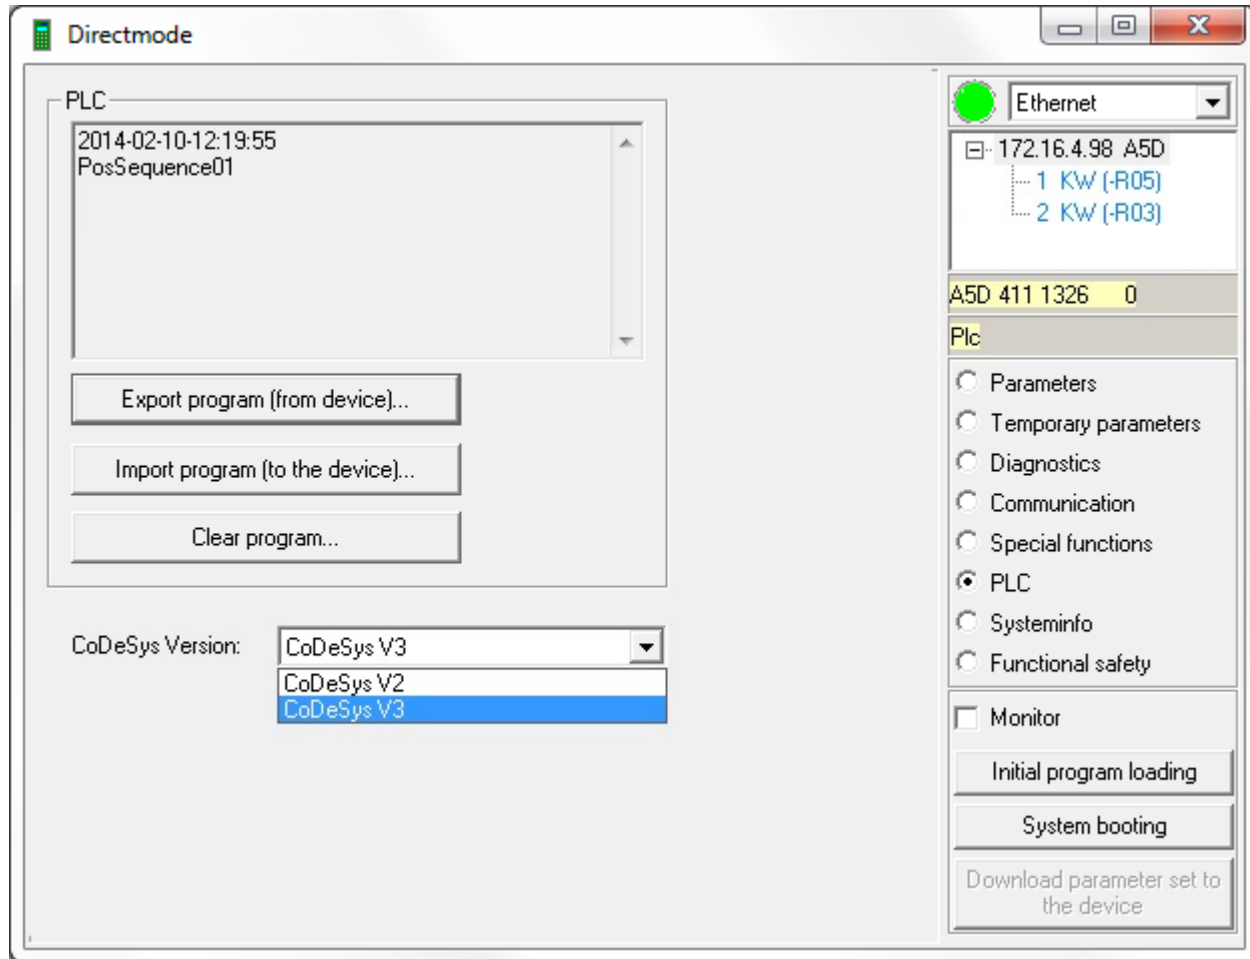 Directmode
PLC
2014-02-10-12:19:55
PosSequence01
Export program (from device)...
Import program (to the device)...
Clear program...
CoDeSys Version:
CoDeSys V3
CoDeSys V2
CoDeSys V3
Ethernet
172.16.4.98 A5D
1 KW (-R05)
2 KW (-R03)
A5D 411 1326 0
Plc
Parameters
Temporary parameters
Diagnostics
Communication
Special functions
PLC
Systeminfo
Functional safety
Monitor
Initial program loading
System booting
Download parameter set to
the device